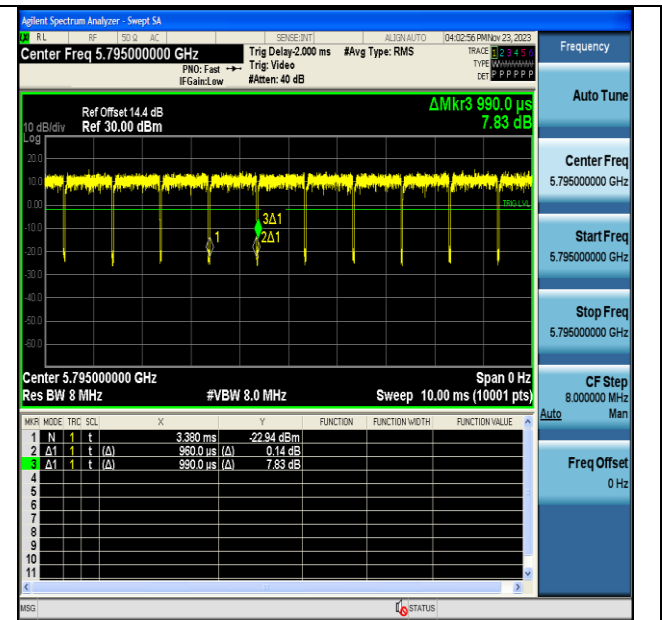 Agilent Spectrum Analyzer - Swept SA
RL RF 50 Ω AC SENSE:INT ALIGN AUTO 04:02:56 PM Nov 23, 2023
Center Freq 5.795000000 GHz Trig Delay-2.000 ms #Avg Type: RMS TRACE 1 2 3 4 5 6
PNO: Fast Trig: Video TYPE WWWWWW
IFGain:Low #Atten: 40 dB DET P P P P P P
Frequency
Auto Tune
Center Freq
5.795000000 GHz
Start Freq
5.795000000 GHz
Stop Freq
5.795000000 GHz
CF Step
8.000000 MHz
Auto Man
Freq Offset
0 Hz
ΔMkr3 990.0 µs
7.83 dB
Ref Offset 14.4 dB
10 dB/div Ref 30.00 dBm
Log
20.0
10.0
0.00
TRIG LVL
-10.0
-20.0
-30.0
-40.0
-50.0
-60.0
3Δ1
1 2Δ1
Center 5.795000000 GHz Span 0 Hz
Res BW 8 MHz #VBW 8.0 MHz Sweep 10.00 ms (10001 pts)
MKR MODE TRC SCL X Y FUNCTION FUNCTION WIDTH FUNCTION VALUE
1 N 1 t 3.380 ms -22.94 dBm
2 Δ1 1 t (Δ) 960.0 µs (Δ) 0.14 dB
3 Δ1 1 t (Δ) 990.0 µs (Δ) 7.83 dB
4
5
6
7
8
9
10
11
MSG STATUS